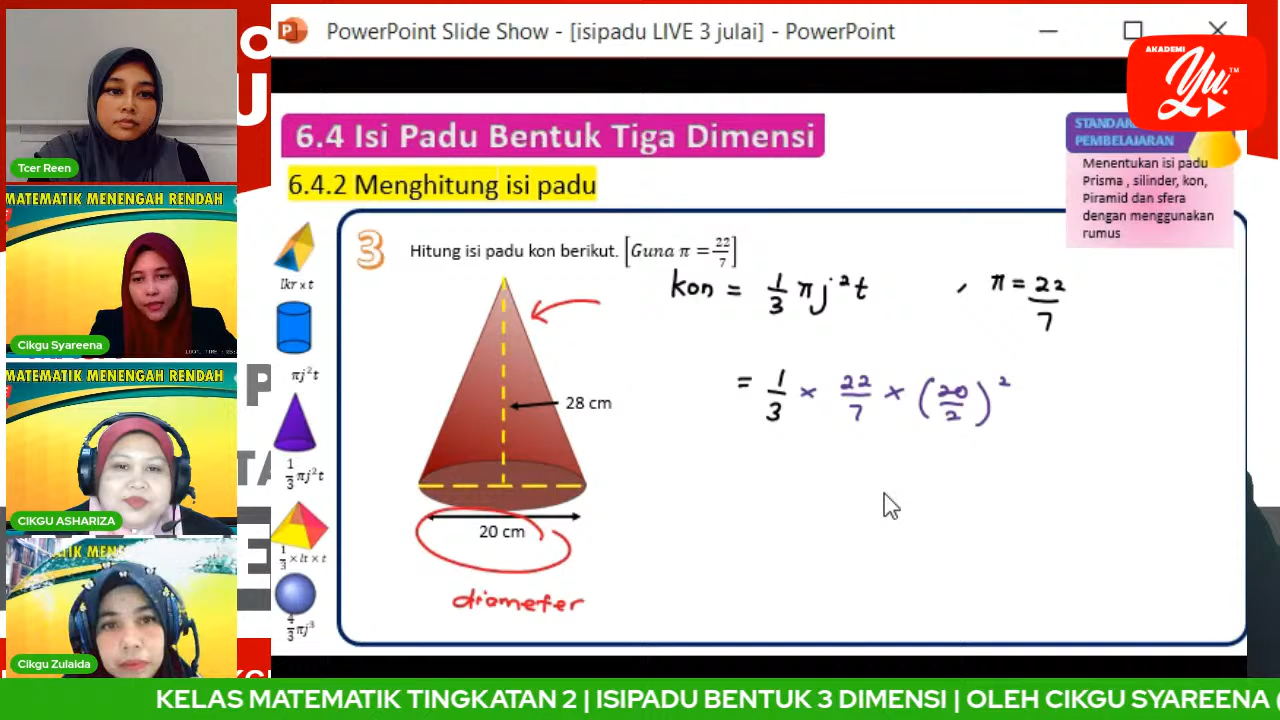 PowerPoint Slide Show - [isipadu LIVE 3 julai] - PowerPoint
AKADEMI
Yu.
TM
Tcer Reen
6.4 Isi Padu Bentuk Tiga Dimensi
6.4.2 Menghitung isi padu
PEMBELAJARAN
Menentukan isi padu
Prisma , silinder, kon,
Piramid dan sfera
dengan menggunakan
rumus
MATEMATIK MENENGAH RENDAH
Cikgu Syareena
MATEMATIK MENENGAH RENDAH
CIKGU ASHARIZA
Cikgu Zulaida
lkr x t
πj²t
1/3 πj²t
1/3 × lt × t
4/3 πj³
3 Hitung isi padu kon berikut. [Guna π = 22/7]
28 cm
20 cm
diameter
kon = 1/3 πj²t , π = 22/7
= 1/3 × 22/7 × (20/2)²
KELAS MATEMATIK TINGKATAN 2 | ISIPADU BENTUK 3 DIMENSI | OLEH CIKGU SYAREENA